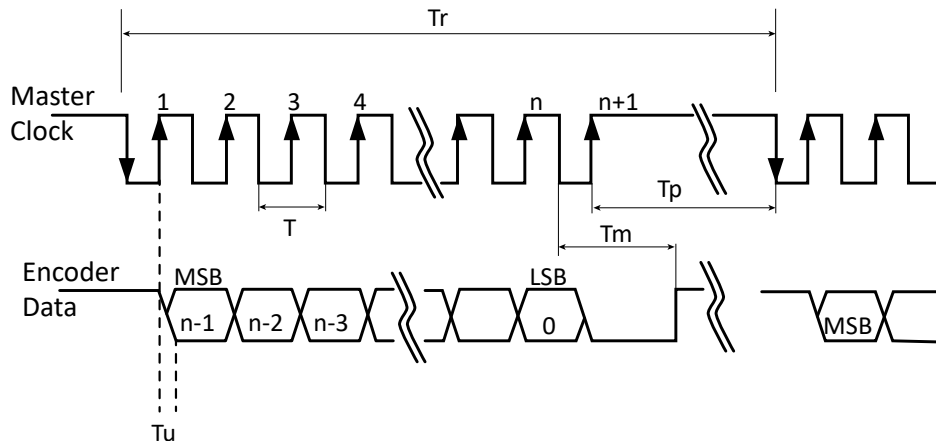 Tr
Master
Clock
1 2 3 4 n n+1
T
Tp
Tm
Encoder
Data
MSB LSB
n-1 n-2 n-3 0 MSB
Tu